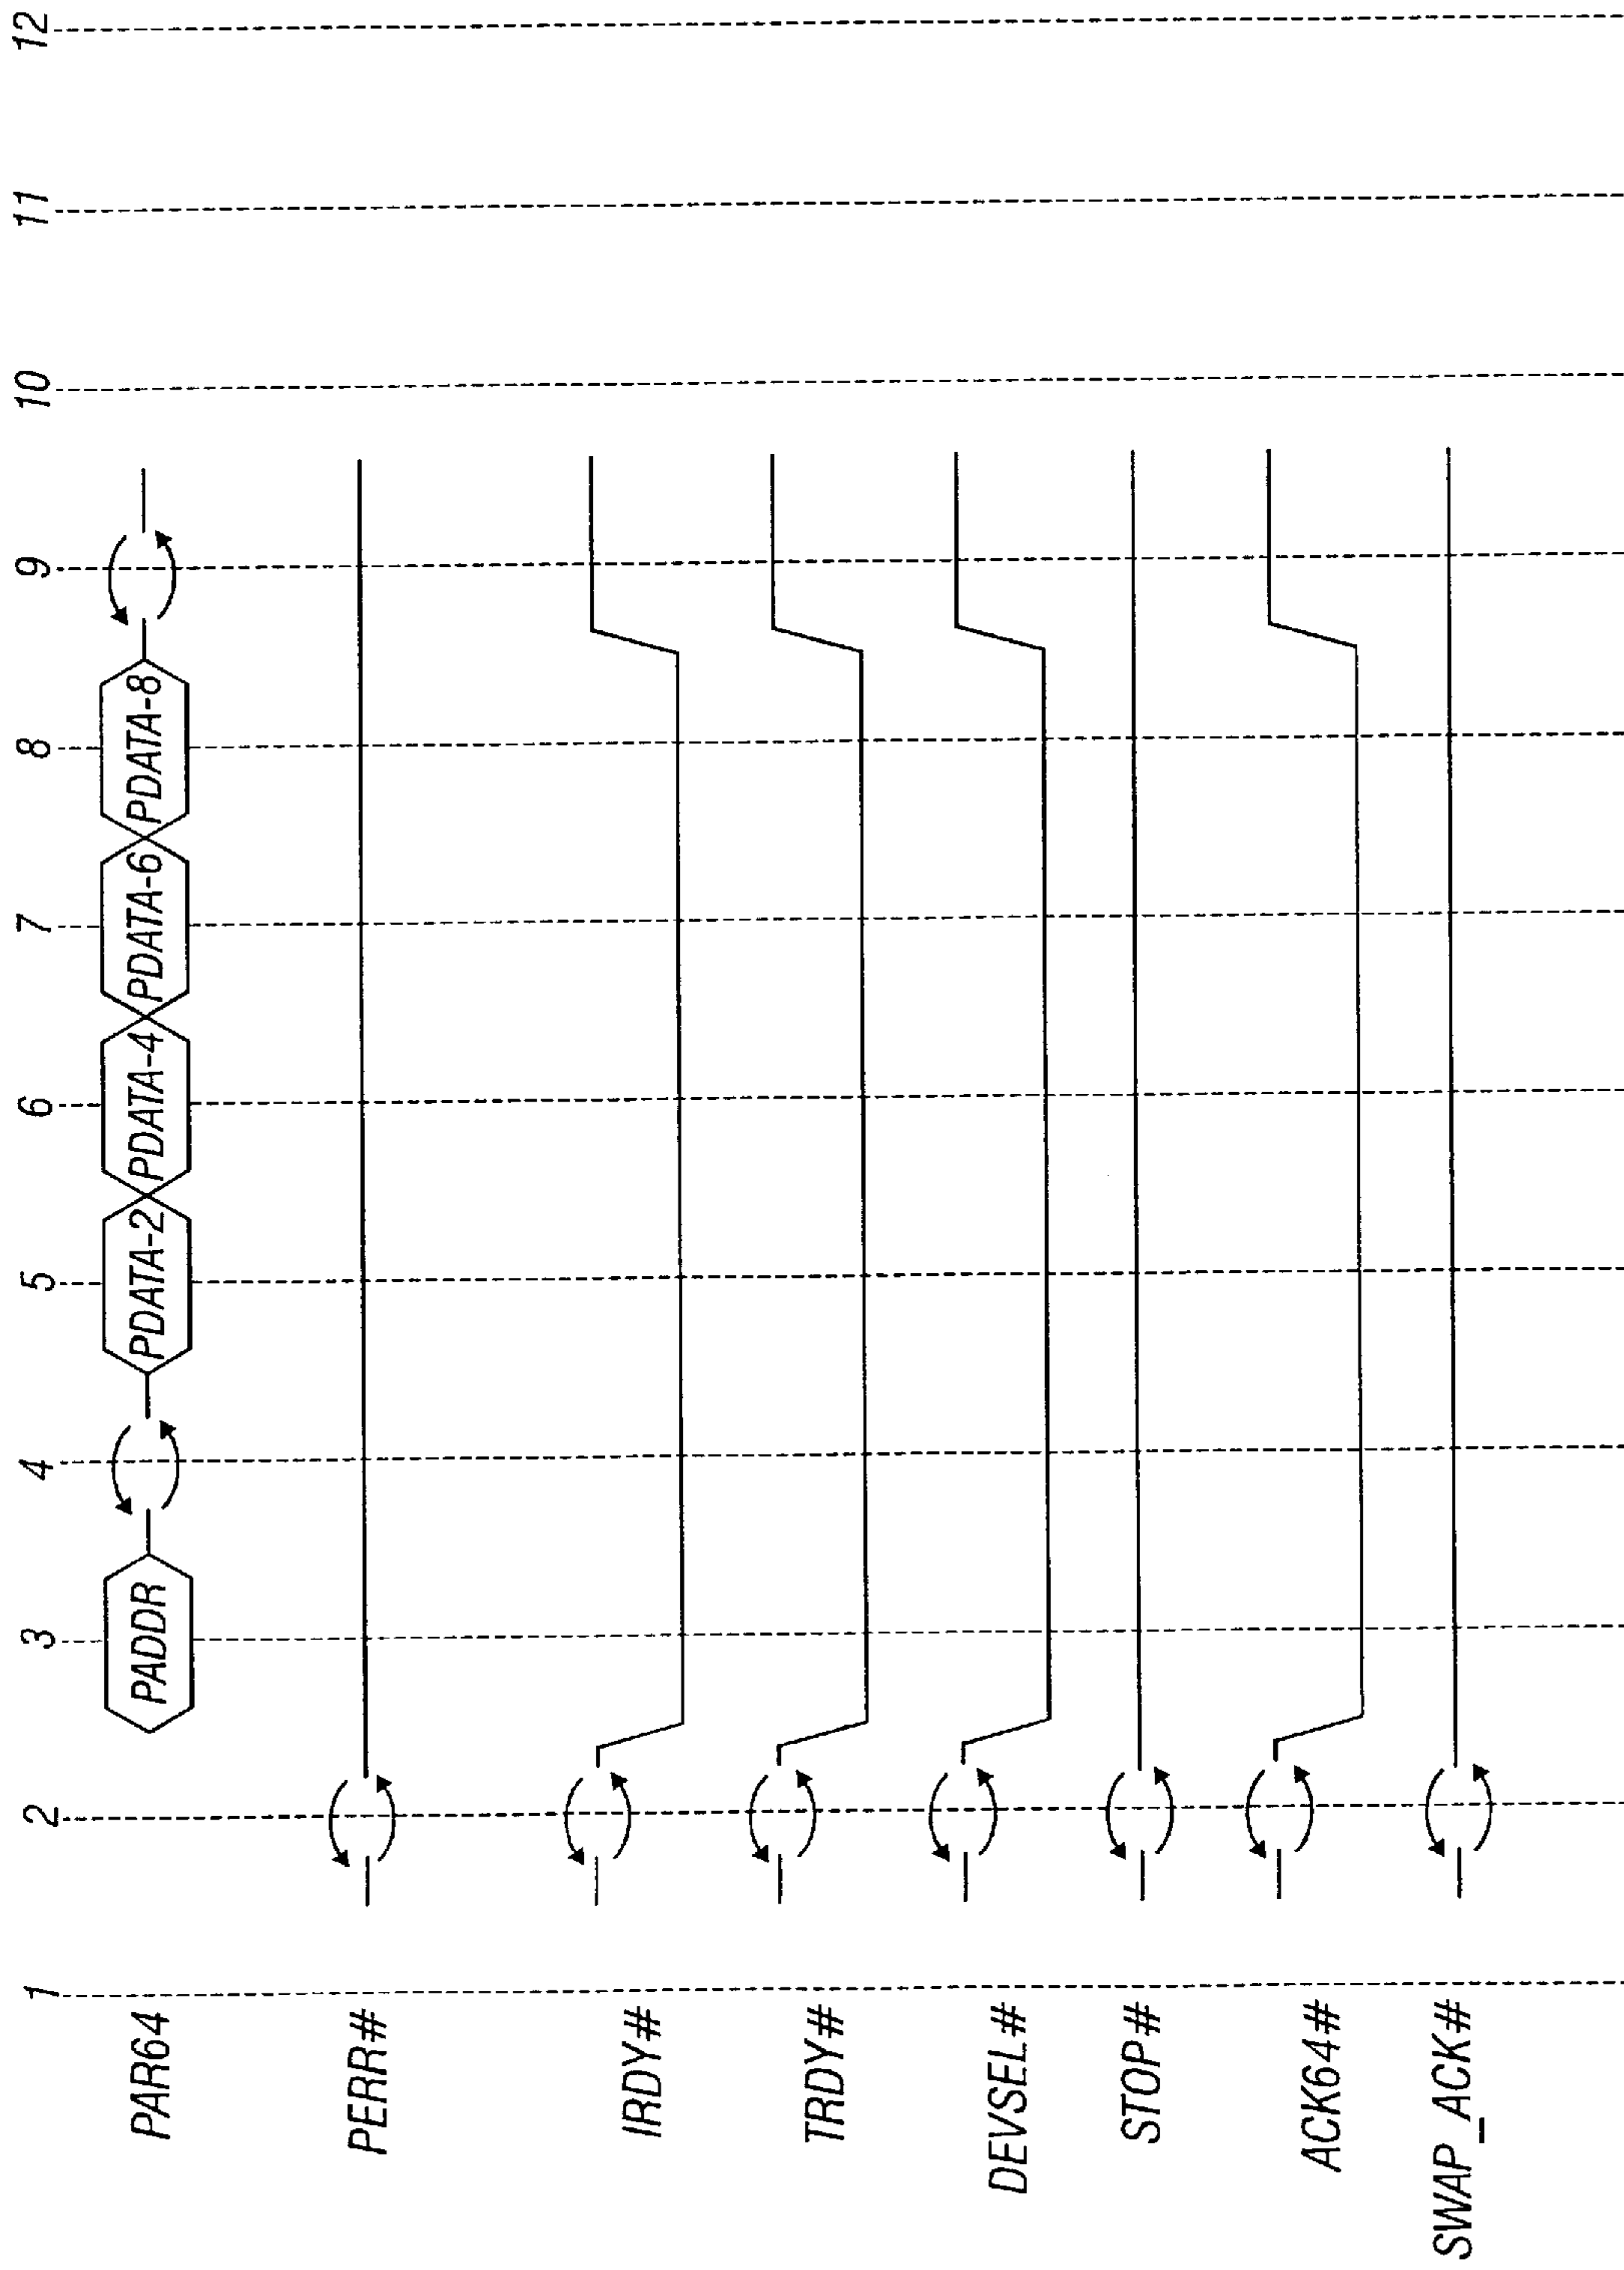 1 2 3 4 5 6 7 8 9 10 11 12
PAR64 PADDR PDATA-2 PDATA-4 PDATA-6 PDATA-8
PERR#
IRDY#
TRDY#
DEVSEL#
STOP#
ACK64#
SWAP_ACK#